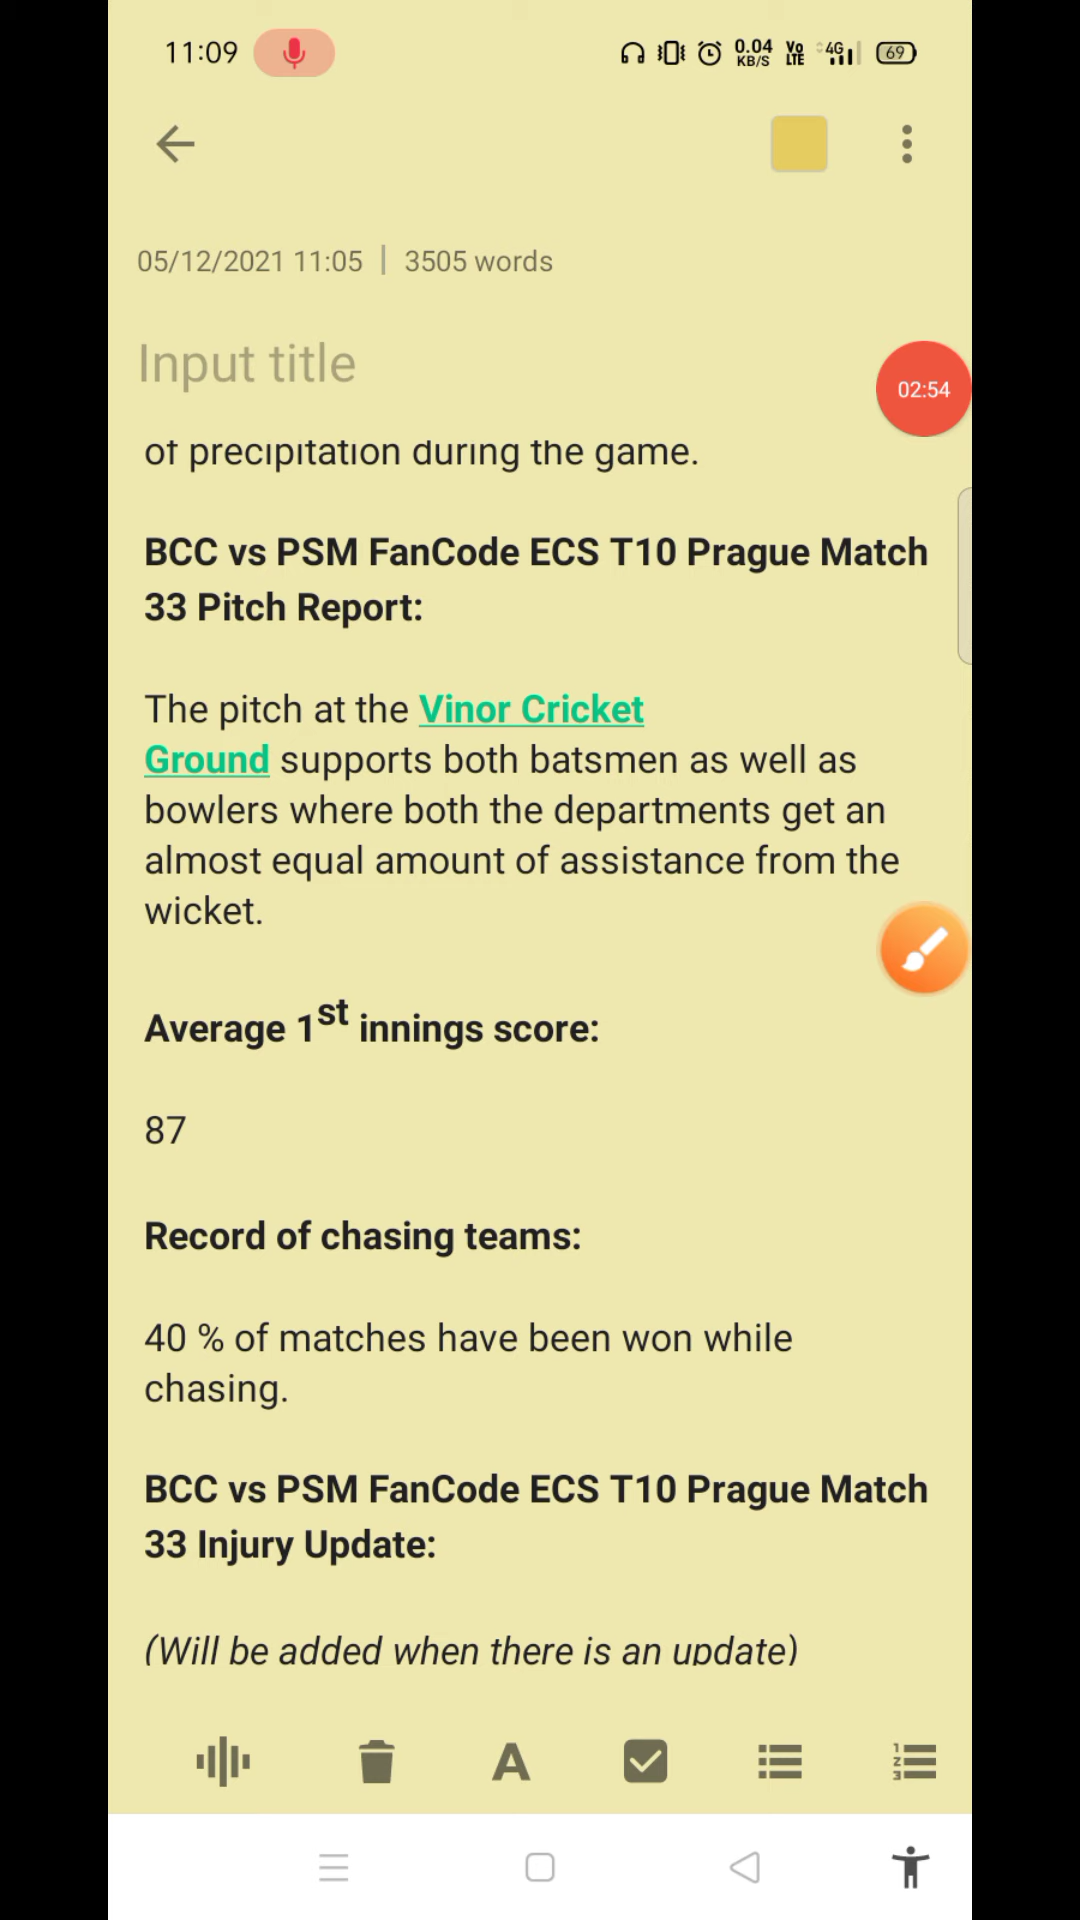 11:09
0.04
KB/S
Vo
LTE
4G
69
05/12/2021 11:05 | 3505 words
Input title
02:54
of precipitation during the game.
BCC vs PSM FanCode ECS T10 Prague Match
33 Pitch Report:
The pitch at the Vinor Cricket
Ground supports both batsmen as well as
bowlers where both the departments get an
almost equal amount of assistance from the
wicket.
Average 1st innings score:
87
Record of chasing teams:
40 % of matches have been won while
chasing.
BCC vs PSM FanCode ECS T10 Prague Match
33 Injury Update:
(Will be added when there is an update)
A